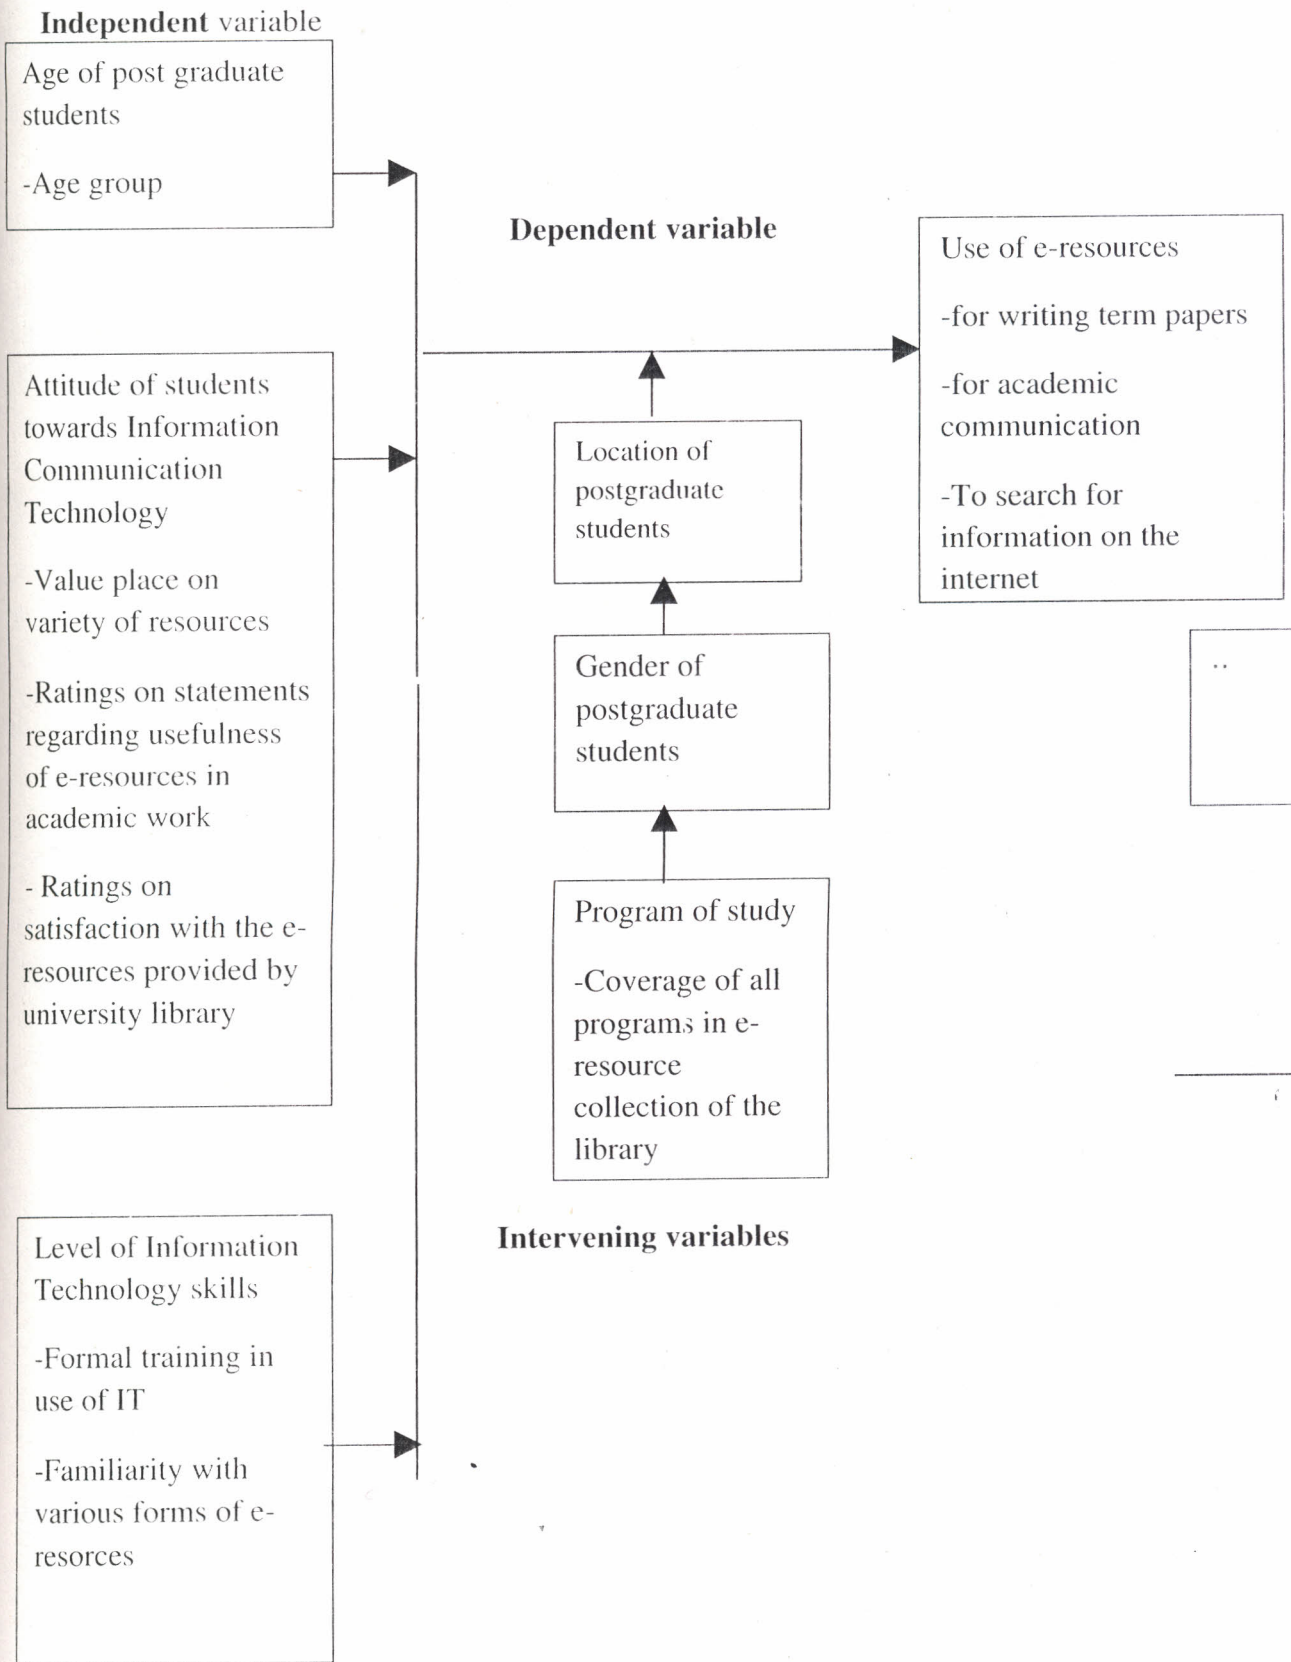 Independent variable
Age of post graduate
students
-Age group
Attitude of students
towards Information
Communication
Technology
-Value place on
variety of resources
-Ratings on statements
regarding usefulness
of e-resources in
academic work
- Ratings on
satisfaction with the e-
resources provided by
university library
Level of Information
Technology skills
-Formal training in
use of IT
-Familiarity with
various forms of e-
resorces
Dependent variable
Location of
postgraduate
students
Gender of
postgraduate
students
Program of study
-Coverage of all
programs in e-
resource
collection of the
library
Intervening variables
Use of e-resources
-for writing term papers
-for academic
communication
-To search for
information on the
internet
..